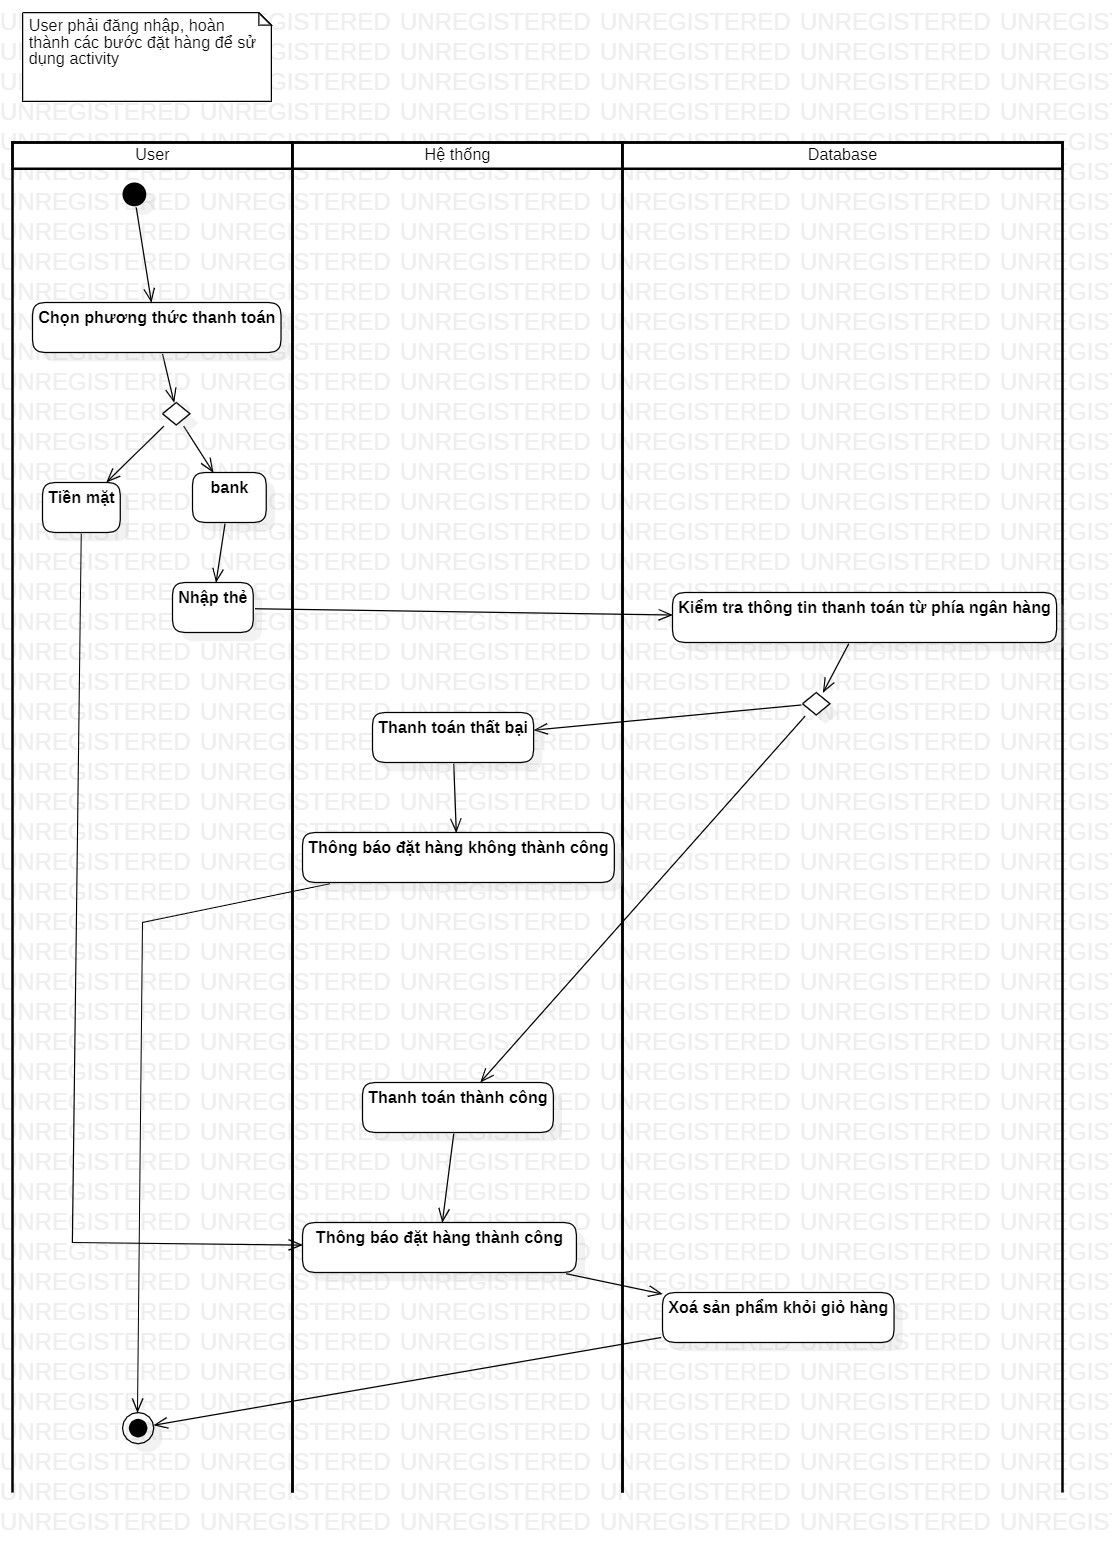 User phải đăng nhập, hoàn
thành các bước đặt hàng để sử
dụng activity
User
Hệ thống
Database
Chọn phương thức thanh toán
Tiền mặt
bank
Nhập thẻ
Kiểm tra thông tin thanh toán từ phía ngân hàng
Thanh toán thất bại
Thông báo đặt hàng không thành công
Thanh toán thành công
Thông báo đặt hàng thành công
Xoá sản phẩm khỏi giỏ hàng
UNREGISTERED